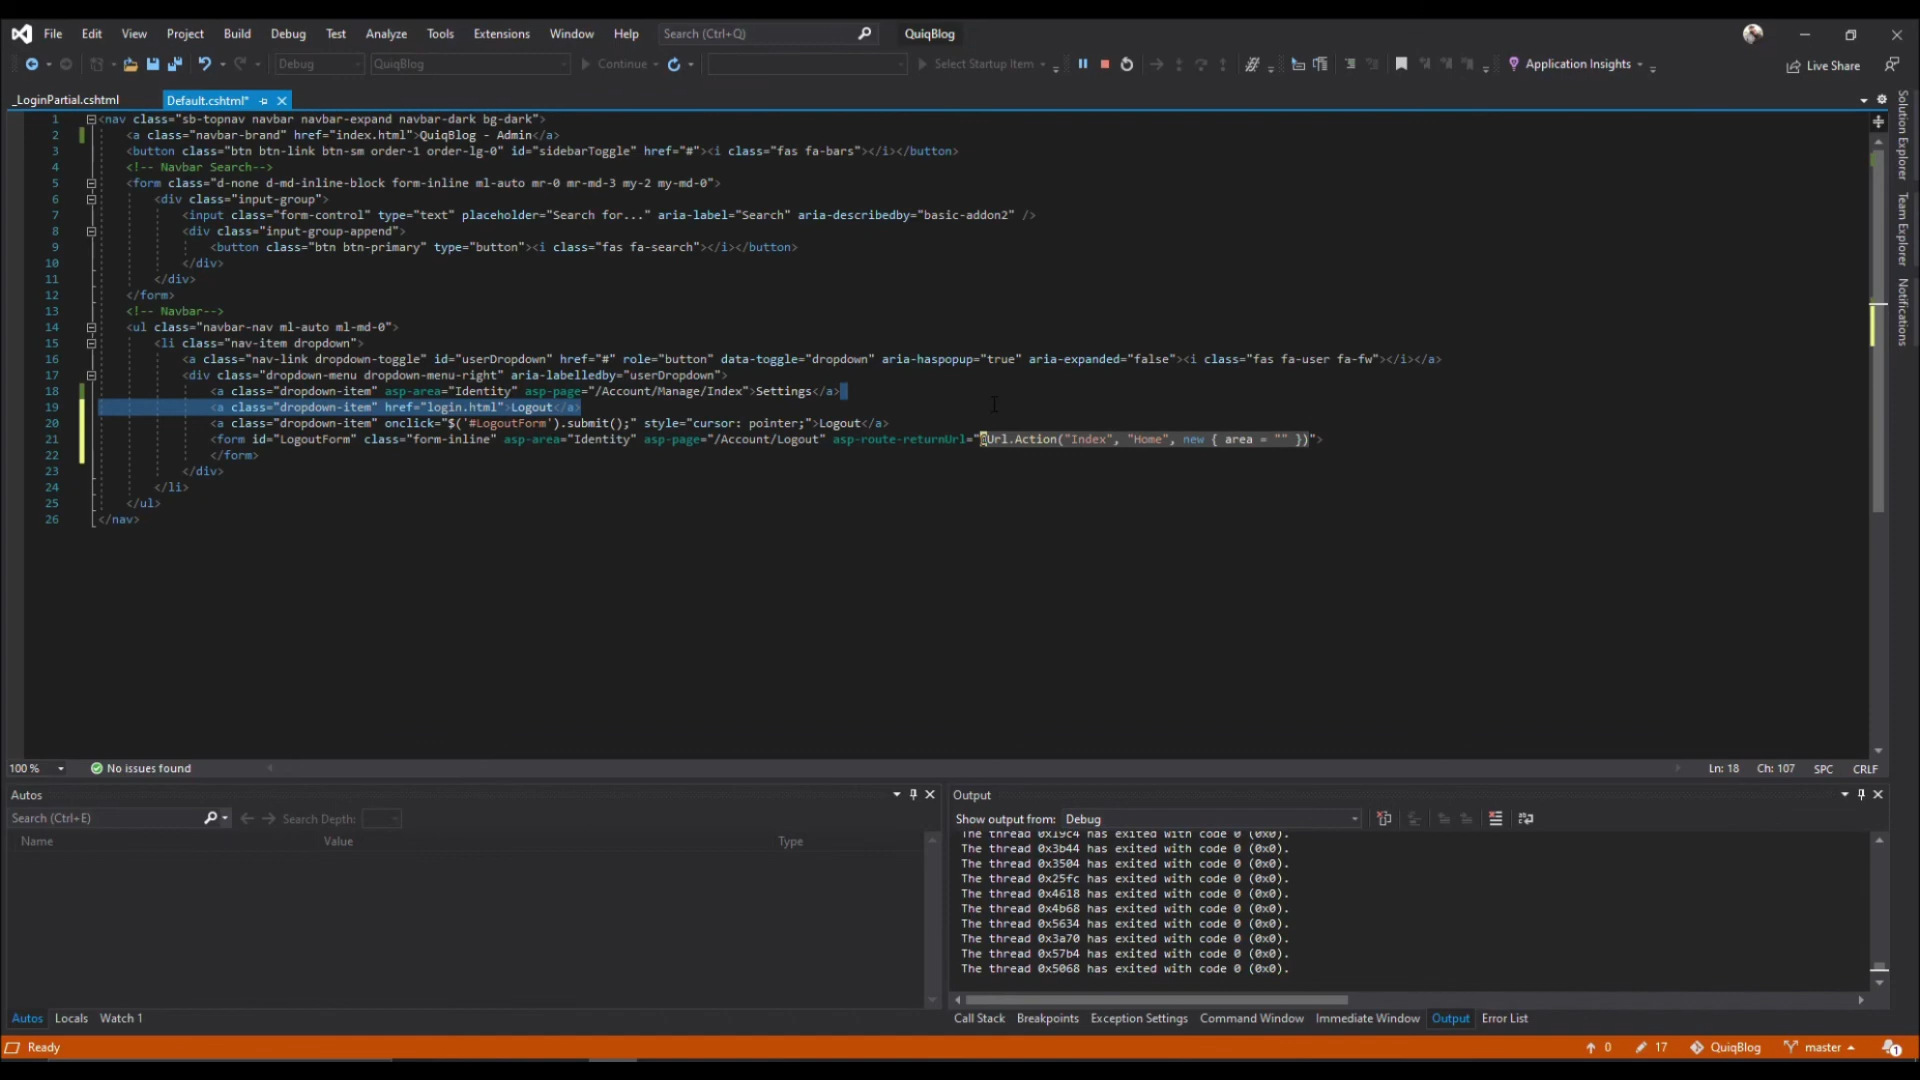 File Edit View Project Build Debug Test Analyze Tools Extensions Window Help Search (Ctrl+Q) QuiqBlog
Debug QuiqBlog Continue Select Startup Item Application Insights Live Share
_LoginPartial.cshtml Default.cshtml*
1 <nav class="sb-topnav navbar navbar-expand navbar-dark bg-dark">
2 <a class="navbar-brand" href="index.html">QuiqBlog - Admin</a>
3 <button class="btn btn-link btn-sm order-1 order-lg-0" id="sidebarToggle" href="#"><i class="fas fa-bars"></i></button>
4 <!-- Navbar Search-->
5 <form class="d-none d-md-inline-block form-inline ml-auto mr-0 mr-md-3 my-2 my-md-0">
6 <div class="input-group">
7 <input class="form-control" type="text" placeholder="Search for..." aria-label="Search" aria-describedby="basic-addon2" />
8 <div class="input-group-append">
9 <button class="btn btn-primary" type="button"><i class="fas fa-search"></i></button>
10 </div>
11 </div>
12 </form>
13 <!-- Navbar-->
14 <ul class="navbar-nav ml-auto ml-md-0">
15 <li class="nav-item dropdown">
16 <a class="nav-link dropdown-toggle" id="userDropdown" href="#" role="button" data-toggle="dropdown" aria-haspopup="true" aria-expanded="false"><i class="fas fa-user fa-fw"></i></a>
17 <div class="dropdown-menu dropdown-menu-right" aria-labelledby="userDropdown">
18 <a class="dropdown-item" asp-area="Identity" asp-page="/Account/Manage/Index">Settings</a>
19 <a class="dropdown-item" href="login.html">Logout</a>
20 <a class="dropdown-item" onclick="$('#LogoutForm').submit();" style="cursor: pointer;">Logout</a>
21 <form id="LogoutForm" class="form-inline" asp-area="Identity" asp-page="/Account/Logout" asp-route-returnUrl="@Url.Action("Index", "Home", new { area = "" })">
22 </form>
23 </div>
24 </li>
25 </ul>
26 </nav>
Solution Explorer
Team Explorer
Notifications
100 % No issues found Ln: 18 Ch: 107 SPC CRLF
Autos
Search (Ctrl+E) Search Depth:
Name Value Type
Autos Locals Watch 1
Output
Show output from: Debug
The thread 0x19c4 has exited with code 0 (0x0).
The thread 0x3b44 has exited with code 0 (0x0).
The thread 0x3504 has exited with code 0 (0x0).
The thread 0x25fc has exited with code 0 (0x0).
The thread 0x4618 has exited with code 0 (0x0).
The thread 0x4b68 has exited with code 0 (0x0).
The thread 0x5634 has exited with code 0 (0x0).
The thread 0x3a70 has exited with code 0 (0x0).
The thread 0x57b4 has exited with code 0 (0x0).
The thread 0x5068 has exited with code 0 (0x0).
Call Stack Breakpoints Exception Settings Command Window Immediate Window Output Error List
Ready 0 17 QuiqBlog master 1